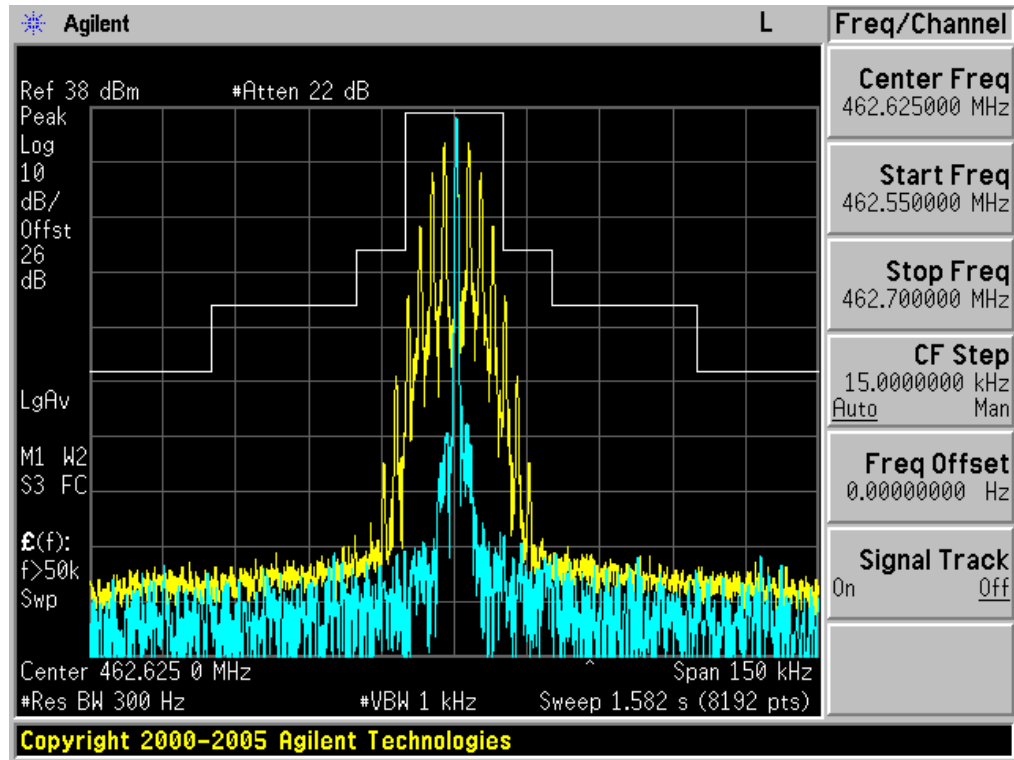 Agilent L Freq/Channel
Ref 38 dBm #Atten 22 dB
Peak
Log
10
dB/
Offst
26
dB
LgAv
M1 W2
S3 FC
£(f):
f>50k
Swp
Center 462.625 0 MHz ^ Span 150 kHz
#Res BW 300 Hz #VBW 1 kHz Sweep 1.582 s (8192 pts)
Copyright 2000-2005 Agilent Technologies
Center Freq
462.625000 MHz
Start Freq
462.550000 MHz
Stop Freq
462.700000 MHz
CF Step
15.0000000 kHz
Auto Man
Freq Offset
0.00000000 Hz
Signal Track
On Off